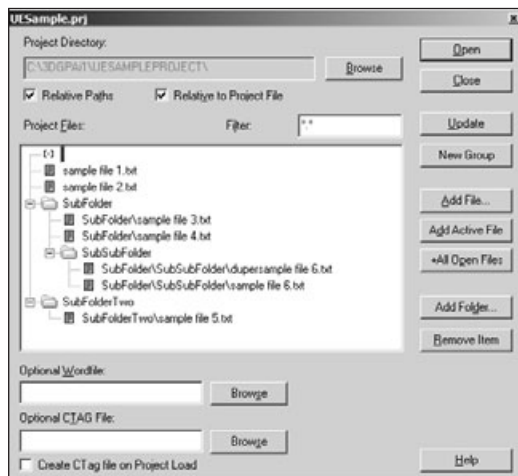 UESample.prj
Project Directory:
C:\3DGPAiT\UESAMPLEPROJECT\
Browse
Relative Paths
Relative to Project File
Project Files:
Filter:
*.*
[-]
sample file 1.txt
sample file 2.txt
SubFolder
SubFolder\sample file 3.txt
SubFolder\sample file 4.txt
SubSubFolder
SubFolder\SubSubFolder\dupersample file 6.txt
SubFolder\SubSubFolder\sample file 6.txt
SubFolderTwo
SubFolderTwo\sample file 5.txt
Optional Wordfile:
Browse
Optional CTAG File:
Browse
Create CTag file on Project Load
Open
Close
Update
New Group
Add File...
Add Active File
+All Open Files
Add Folder...
Remove Item
Help